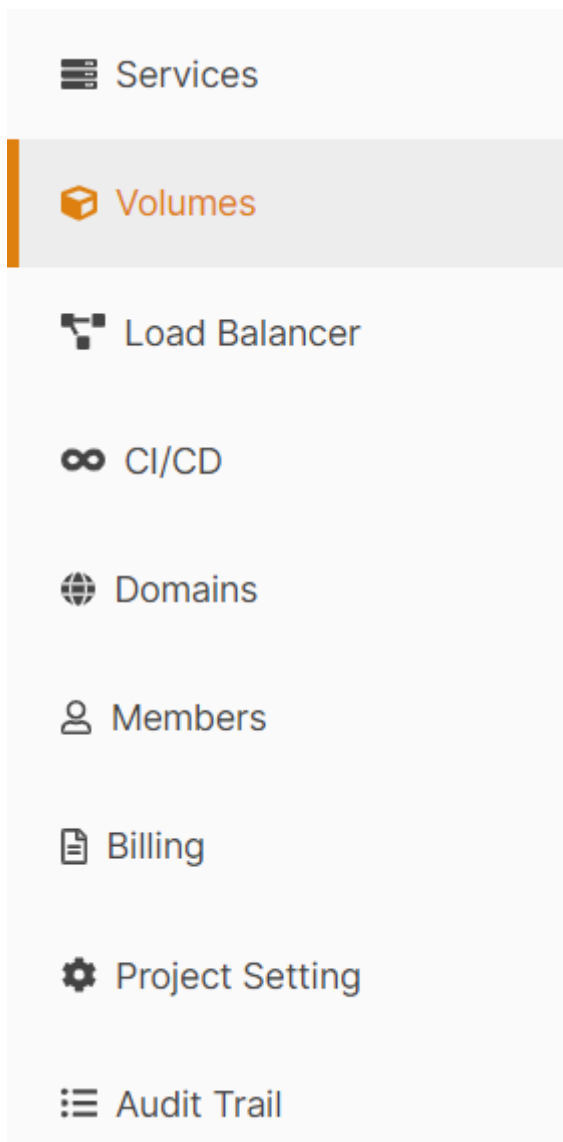 Services
Volumes
Load Balancer
CI/CD
Domains
Members
Billing
Project Setting
Audit Trail